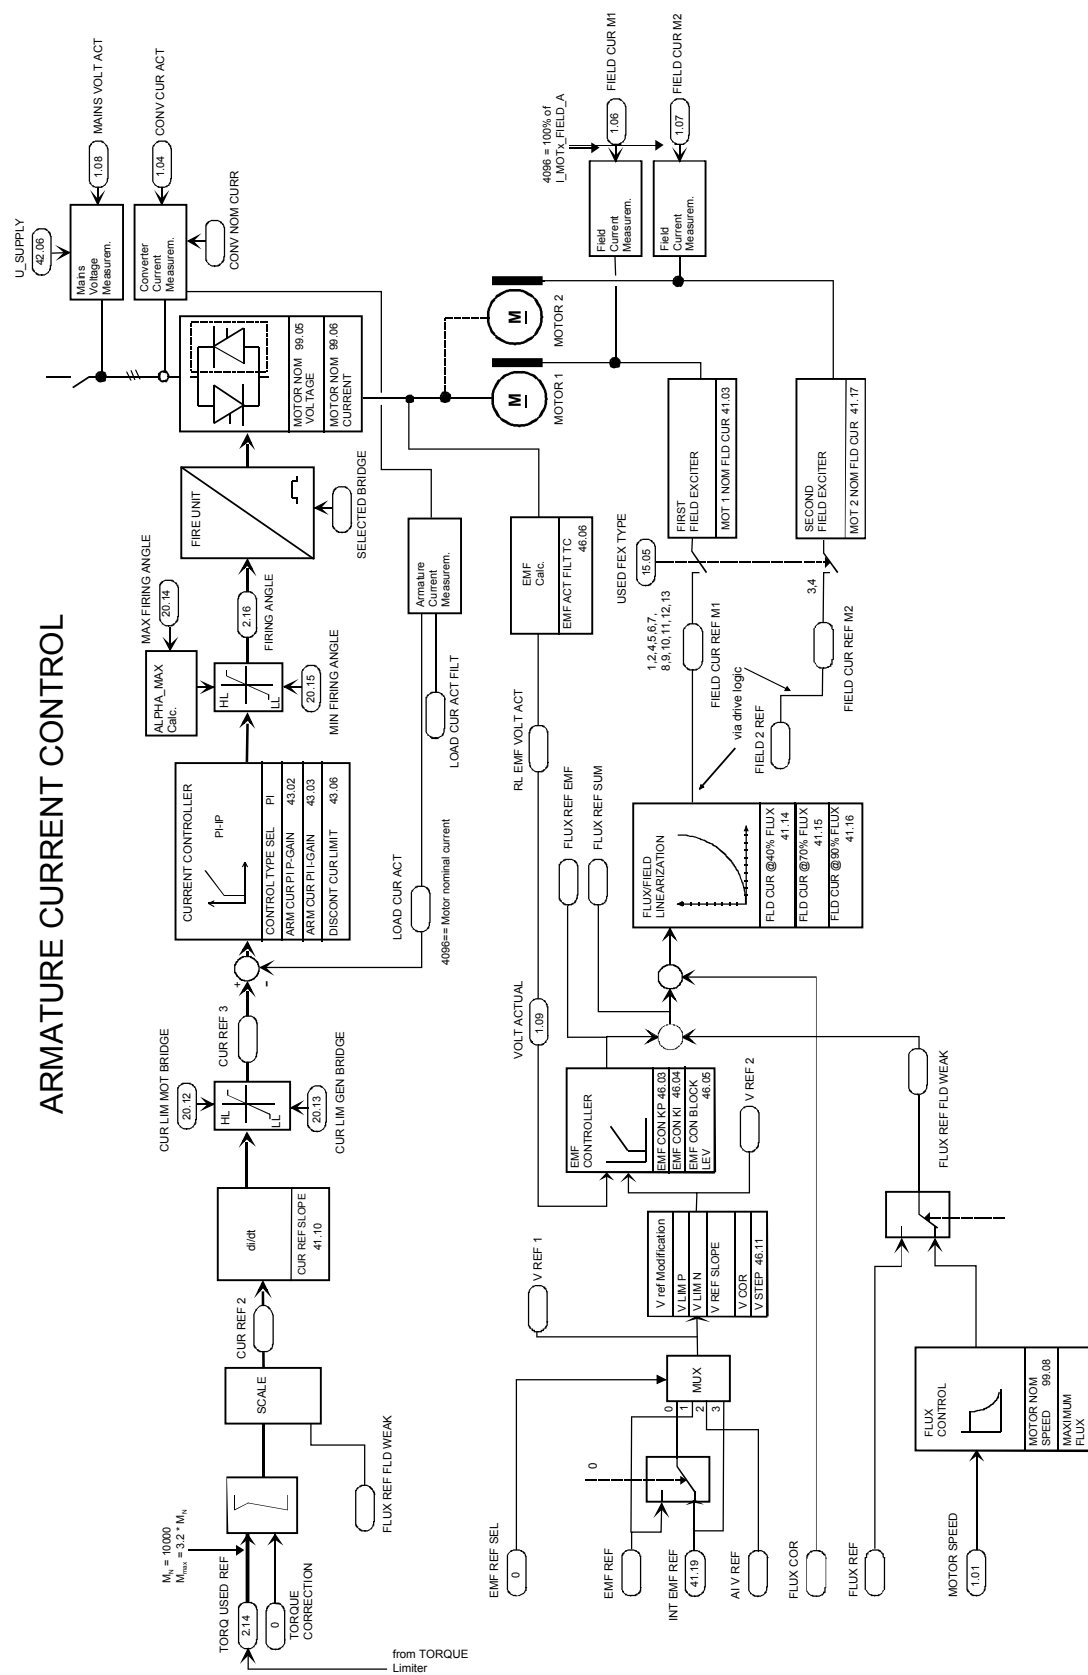 ARMATURE CURRENT CONTROL
from TORQUE
Limiter
TORQ USED REF
2.14
0
TORQUE
CORRECTION
M_N = 10000
M_max = 3.2 * M_N
SCALE
FLUX REF FLD WEAK
CUR REF 2
di/dt
CUR REF SLOPE
41.10
CUR LIM MOT BRIDGE
20.12
HL
LL
20.13
CUR LIM GEN BRIDGE
CUR REF 3
+
-
CURRENT CONTROLLER
PI-IP
CONTROL TYPE SEL PI
ARM CUR PI P-GAIN 43.02
ARM CUR PI I-GAIN 43.03
DISCONT CUR LIMIT 43.06
ALPHA_MAX
Calc.
MAX FIRING ANGLE
20.14
HL
LL
20.15
MIN FIRING ANGLE
2.16
FIRING ANGLE
FIRE UNIT
SELECTED BRIDGE
MOTOR NOM 99.05
VOLTAGE
MOTOR NOM 99.06
CURRENT
U_SUPPLY
42.06
Mains
Voltage
Measurem.
1.08
MAINS VOLT ACT
Converter
Current
Measurem.
1.04
CONV CUR ACT
CONV NOM CURR
LOAD CUR ACT
4096== Motor nominal current
LOAD CUR ACT FILT
Armature
Current
Measurem.
M
MOTOR 1
M
MOTOR 2
VOLT ACTUAL
1.09
RL EMF VOLT ACT
EMF
Calc.
EMF ACT FILT TC
46.06
4096 = 100% of
I_MOTx_FIELD_A
Field
Current
Measurem.
1.06
FIELD CUR M1
Field
Current
Measurem.
1.07
FIELD CUR M2
EMF REF SEL
0
EMF REF
INT EMF REF
41.19
AI V REF
0
MUX
0
1
2
3
V REF 1
V ref Modification
V LIM P
V LIM N
V REF SLOPE
V COR
V STEP 46.11
V REF 2
EMF
CONTROLLER
EMF CON KP 46.03
EMF CON KI 46.04
EMF CON BLOCK
LEV 46.05
FLUX REF EMF
FLUX REF SUM
FLUX/FIELD
LINEARIZATION
FLD CUR @40% FLUX
41.14
FLD CUR @70% FLUX
41.15
FLD CUR @90% FLUX
41.16
via drive logic
FIELD 2 REF
1,2,4,5,6,7,
8,9,10,11,12,13
FIELD CUR REF M1
3,4
FIELD CUR REF M2
USED FEX TYPE
15.05
FIRST
FIELD EXCITER
MOT 1 NOM FLD CUR 41.03
SECOND
FIELD EXCITER
MOT 2 NOM FLD CUR 41.17
FLUX COR
FLUX REF
MOTOR SPEED
1.01
FLUX
CONTROL
MOTOR NOM
SPEED 99.08
MAXIMUM
FLUX
FLUX REF FLD WEAK